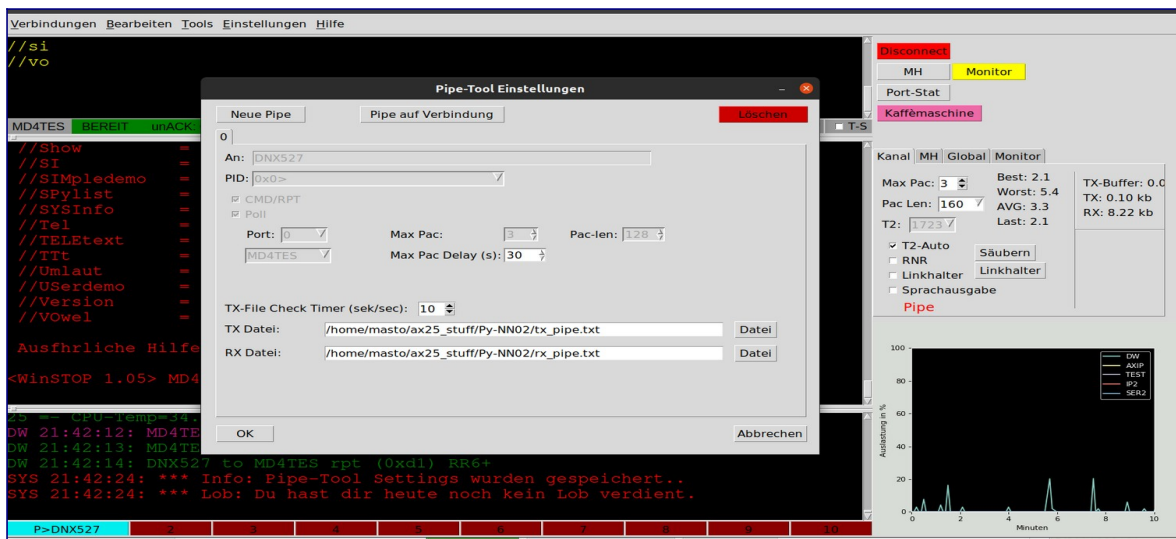 Verbindungen Bearbeiten Tools Einstellungen Hilfe
//si
//vo
Disconnect
MH Monitor
Port-Stat
Kaffèmaschine
MD4TES BEREIT unACK: T-S
//Show =
//SI =
//SIMpledemo =
//SPylist =
//SYSInfo =
//Tel =
//TELEtext =
//TTt =
//Umlaut =
//USerdemo =
//Version =
//VOwel =
Ausfhrliche Hilfe
<WinSTOP 1.05> MD4
Pipe-Tool Einstellungen
Neue Pipe Pipe auf Verbindung Löschen
0
An: DNX527
PID: 0x0>
CMD/RPT
Poll
Port: 0 Max Pac: 3 Pac-len: 128
MD4TES Max Pac Delay (s): 30
TX-File Check Timer (sek/sec): 10
TX Datei: /home/masto/ax25_stuff/Py-NN02/tx_pipe.txt Datei
RX Datei: /home/masto/ax25_stuff/Py-NN02/rx_pipe.txt Datei
OK Abbrechen
Kanal MH Global Monitor
Max Pac: 3
Pac Len: 160
T2: 1723
Best: 2.1
Worst: 5.4
AVG: 3.3
Last: 2.1
TX-Buffer: 0.0
TX: 0.10 kb
RX: 8.22 kb
T2-Auto
RNR
Linkhalter
Sprachausgabe
Säubern
Linkhalter
Pipe
25 =- CPU-Temp=34.
DW 21:42:12: MD4TE
DW 21:42:13: MD4TE
DW 21:42:14: DNX527 to MD4TES rpt (0xd1) RR6+
SYS 21:42:24: *** Info: Pipe-Tool Settings wurden gespeichert..
SYS 21:42:24: *** Lob: Du hast dir heute noch kein Lob verdient.
P>DNX527 2 3 4 5 6 7 8 9 10
DW
AXIP
TEST
IP2
SER2
Auslastung in %
100
80
60
40
20
0
0 2 4 6 8 10
Minuten